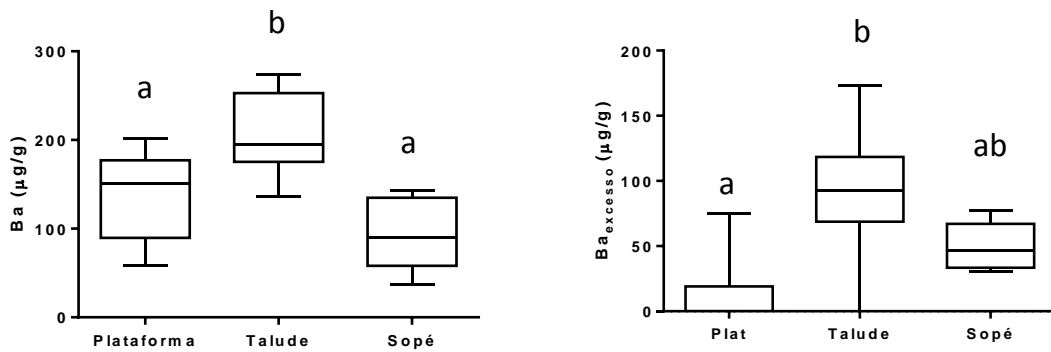 b
a
a
300
200
100
0
Ba (µg/g)
Plataforma Talude Sopé
b
a
ab
200
150
100
50
0
Ba excesso (µg/g)
Plat Talude Sopé